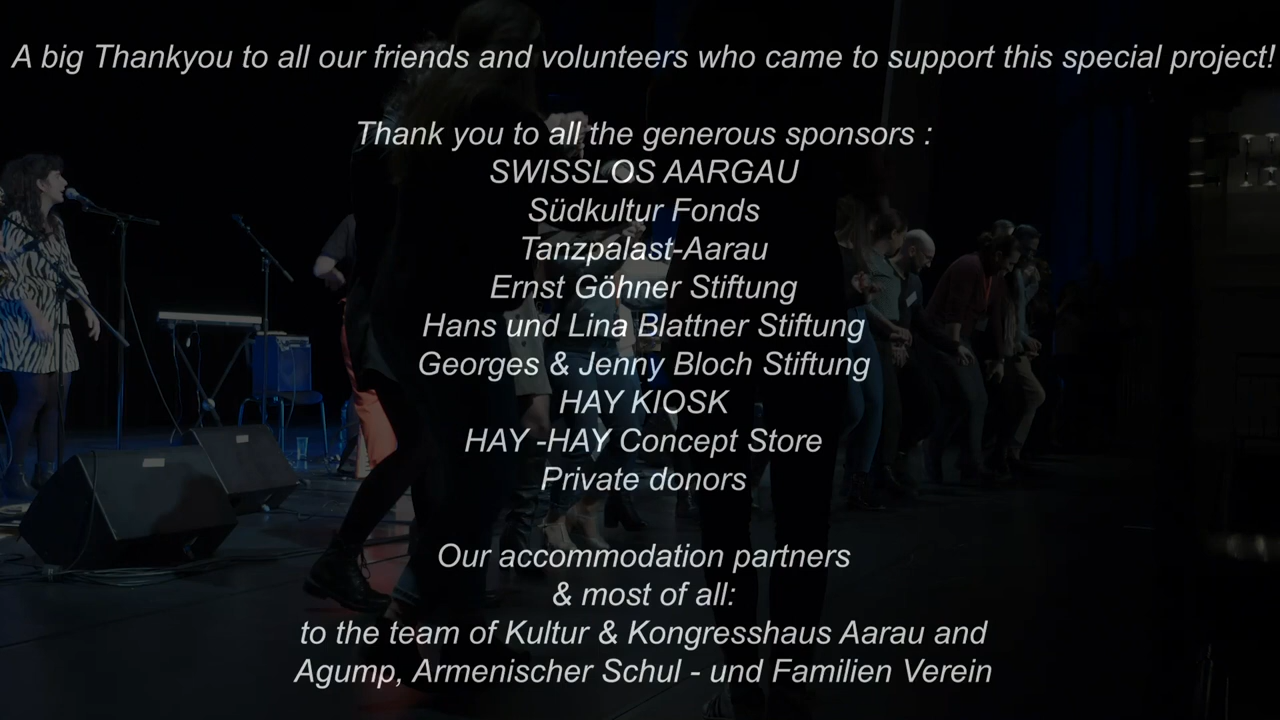 A big Thankyou to all our friends and volunteers who came to support this special project!
Thank you to all the generous sponsors :
SWISSLOS AARGAU
Südkultur Fonds
Tanzpalast-Aarau
Ernst Göhner Stiftung
Hans und Lina Blattner Stiftung
Georges & Jenny Bloch Stiftung
HAY KIOSK
HAY -HAY Concept Store
Private donors
Our accommodation partners
& most of all:
to the team of Kultur & Kongresshaus Aarau and
Agump, Armenischer Schul - und Familien Verein